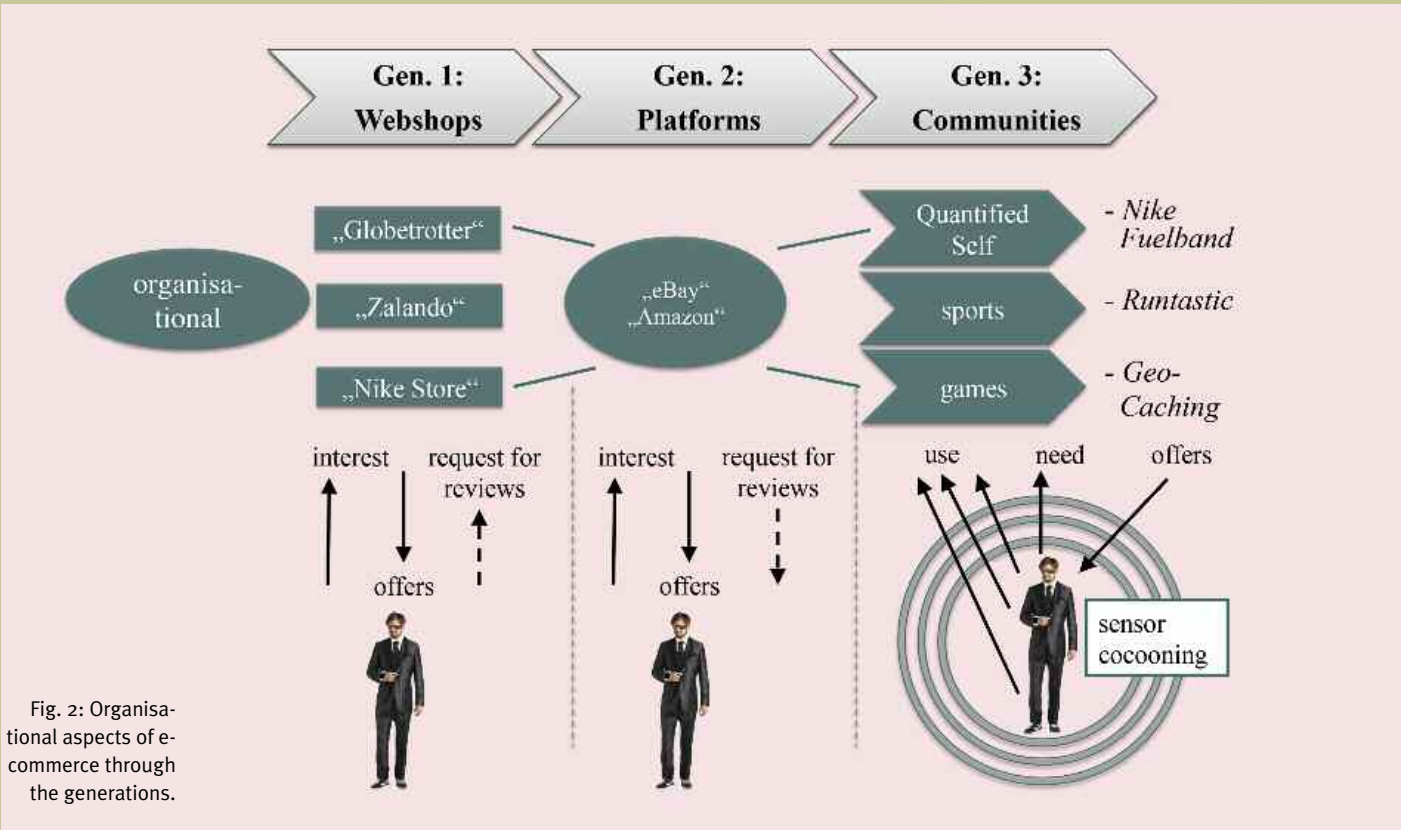 Gen. 1:
Webshops
Gen. 2:
Platforms
Gen. 3:
Communities
organisa-
tional
„Globetrotter“
„Zalando“
„Nike Store“
„eBay“
„Amazon“
Quantified
Self
- Nike
Fuelband
sports
- Runtastic
games
- Geo-
Caching
interest
request for
reviews
offers
interest
request for
reviews
offers
use
need
offers
sensor
cocooning
Fig. 2: Organisa-
tional aspects of e-
commerce through
the generations.